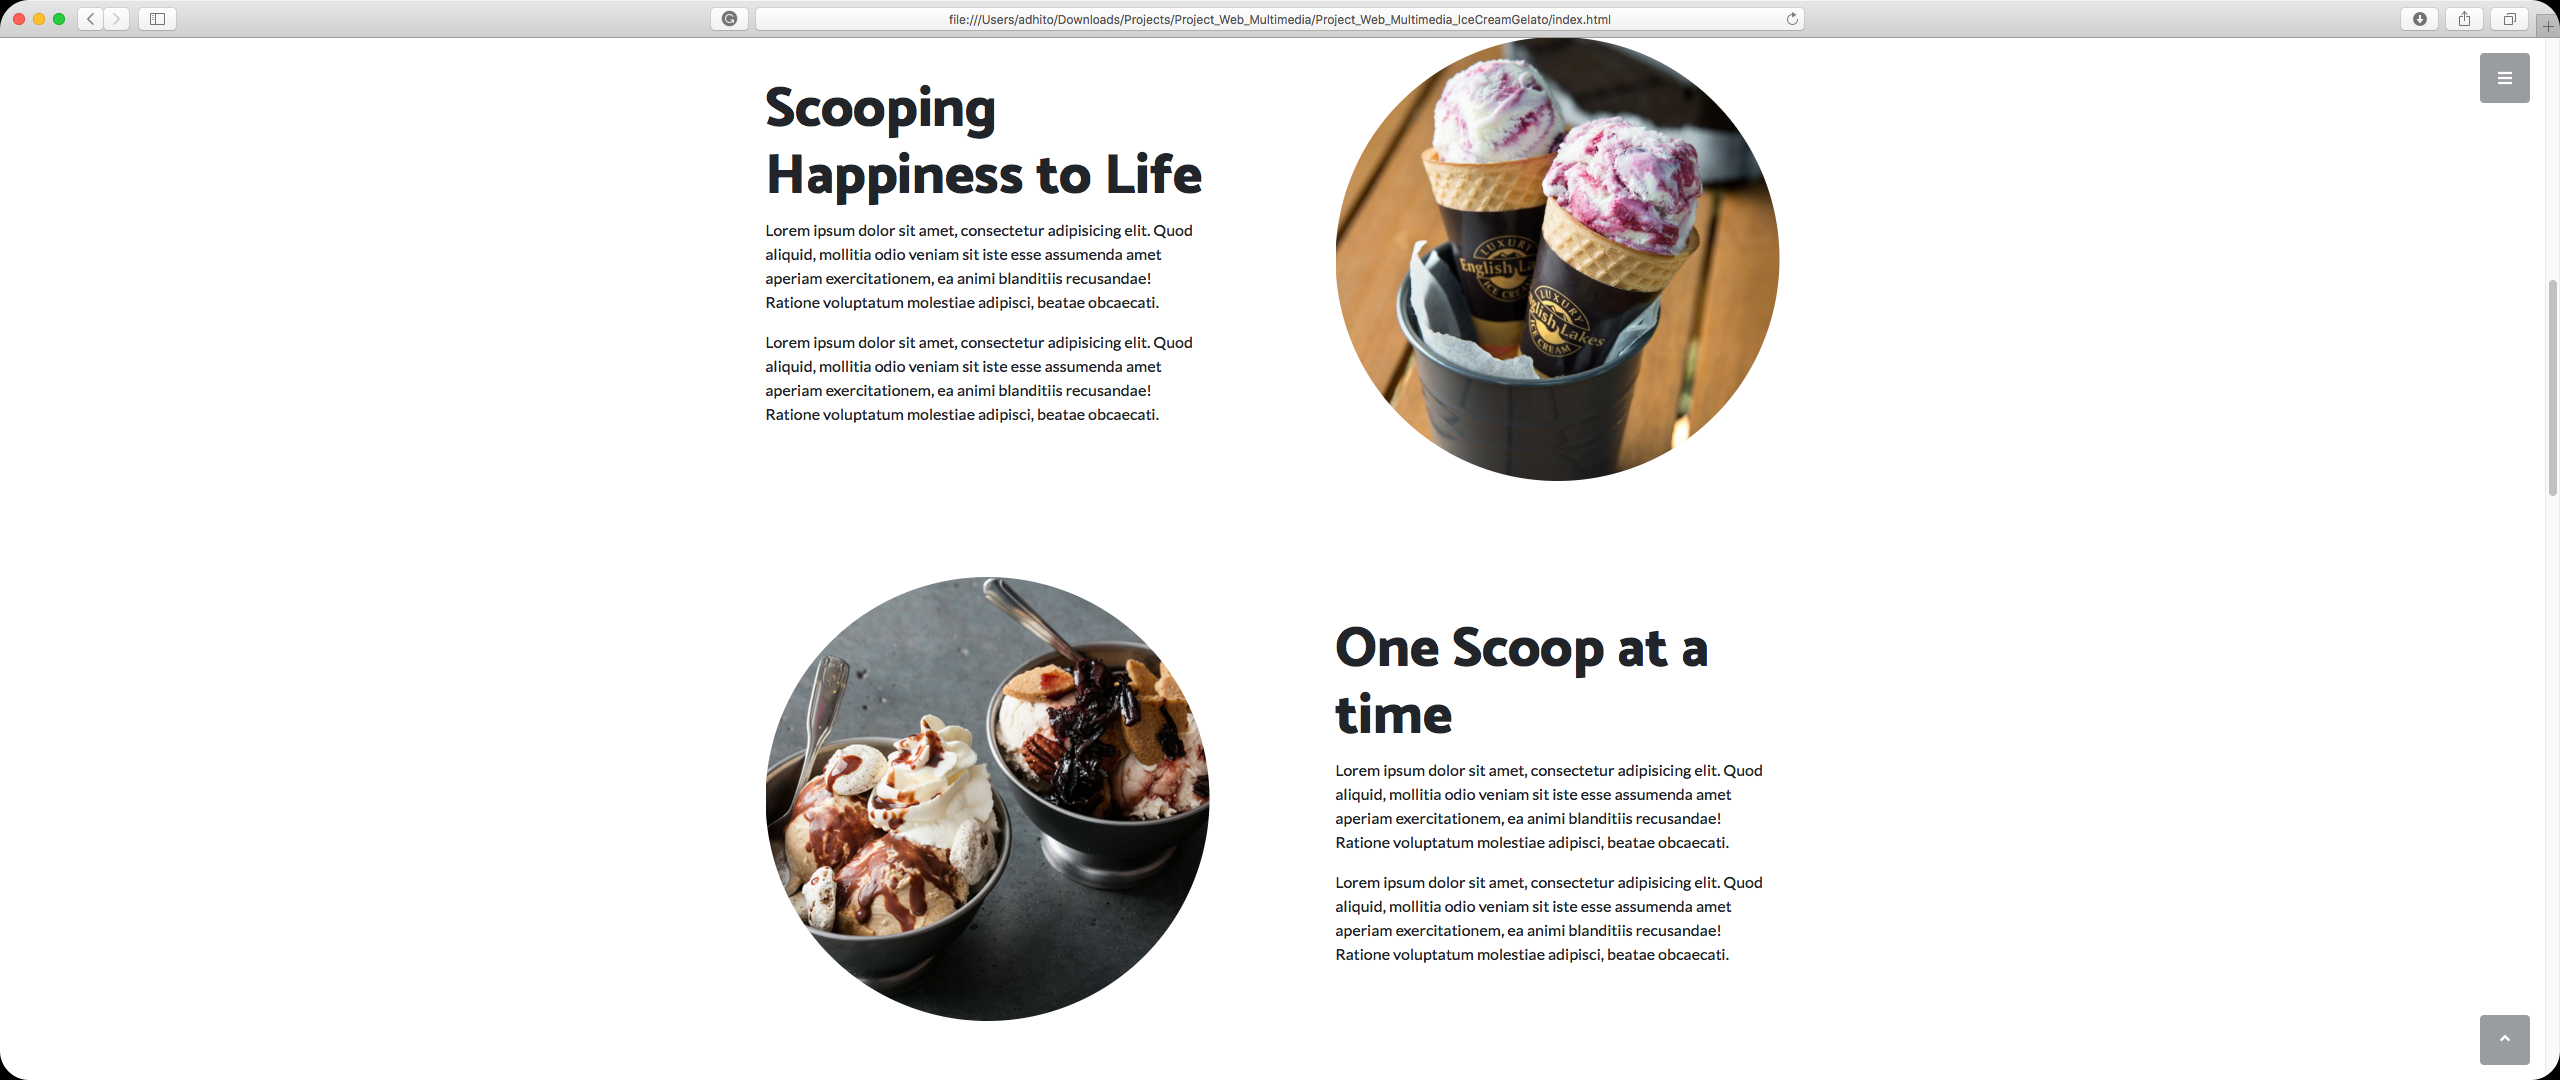 file:///Users/adhito/Downloads/Projects/Project_Web_Multimedia/Project_Web_Multimedia_IceCreamGelato/index.html
Scooping
Happiness to Life
Lorem ipsum dolor sit amet, consectetur adipisicing elit. Quod
aliquid, mollitia odio veniam sit iste esse assumenda amet
aperiam exercitationem, ea animi blanditiis recusandae!
Ratione voluptatum molestiae adipisci, beatae obcaecati.
Lorem ipsum dolor sit amet, consectetur adipisicing elit. Quod
aliquid, mollitia odio veniam sit iste esse assumenda amet
aperiam exercitationem, ea animi blanditiis recusandae!
Ratione voluptatum molestiae adipisci, beatae obcaecati.
LUXURY
English La
ICE CREA
LUXURY
glish Lakes
ICE CREAM
One Scoop at a
time
Lorem ipsum dolor sit amet, consectetur adipisicing elit. Quod
aliquid, mollitia odio veniam sit iste esse assumenda amet
aperiam exercitationem, ea animi blanditiis recusandae!
Ratione voluptatum molestiae adipisci, beatae obcaecati.
Lorem ipsum dolor sit amet, consectetur adipisicing elit. Quod
aliquid, mollitia odio veniam sit iste esse assumenda amet
aperiam exercitationem, ea animi blanditiis recusandae!
Ratione voluptatum molestiae adipisci, beatae obcaecati.